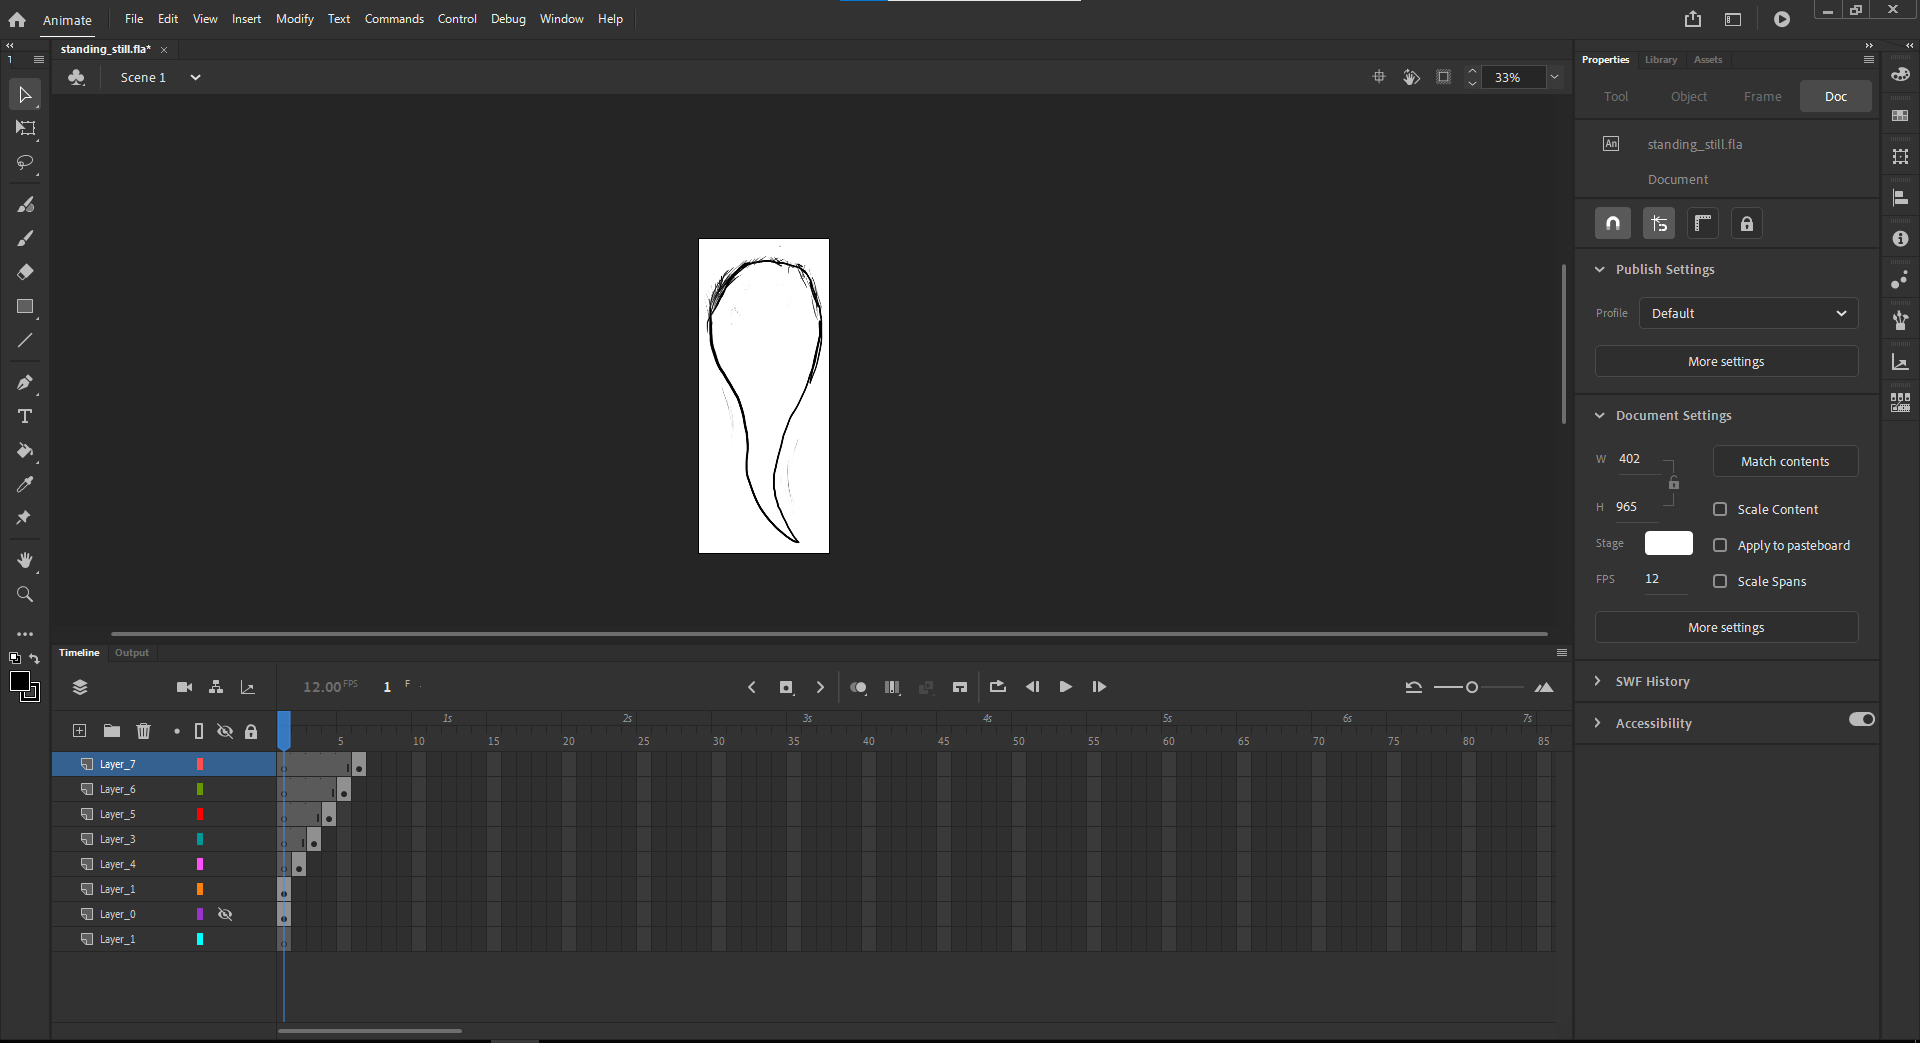 Animate File Edit View Insert Modify Text Commands Control Debug Window Help
standing_still.fla*
1
Scene 1
33%
Properties Library Assets
Tool Object Frame Doc
An standing_still.fla
Document
Publish Settings
Profile Default
More settings
Document Settings
W 402
Match contents
H 965
Scale Content
Stage
Apply to pasteboard
FPS 12
Scale Spans
More settings
SWF History
Accessibility
Timeline Output
12.00 FPS 1 F
1s 2s 3s 4s 5s 6s 7s
5 10 15 20 25 30 35 40 45 50 55 60 65 70 75 80 85
Layer_7
Layer_6
Layer_5
Layer_3
Layer_4
Layer_1
Layer_0
Layer_1